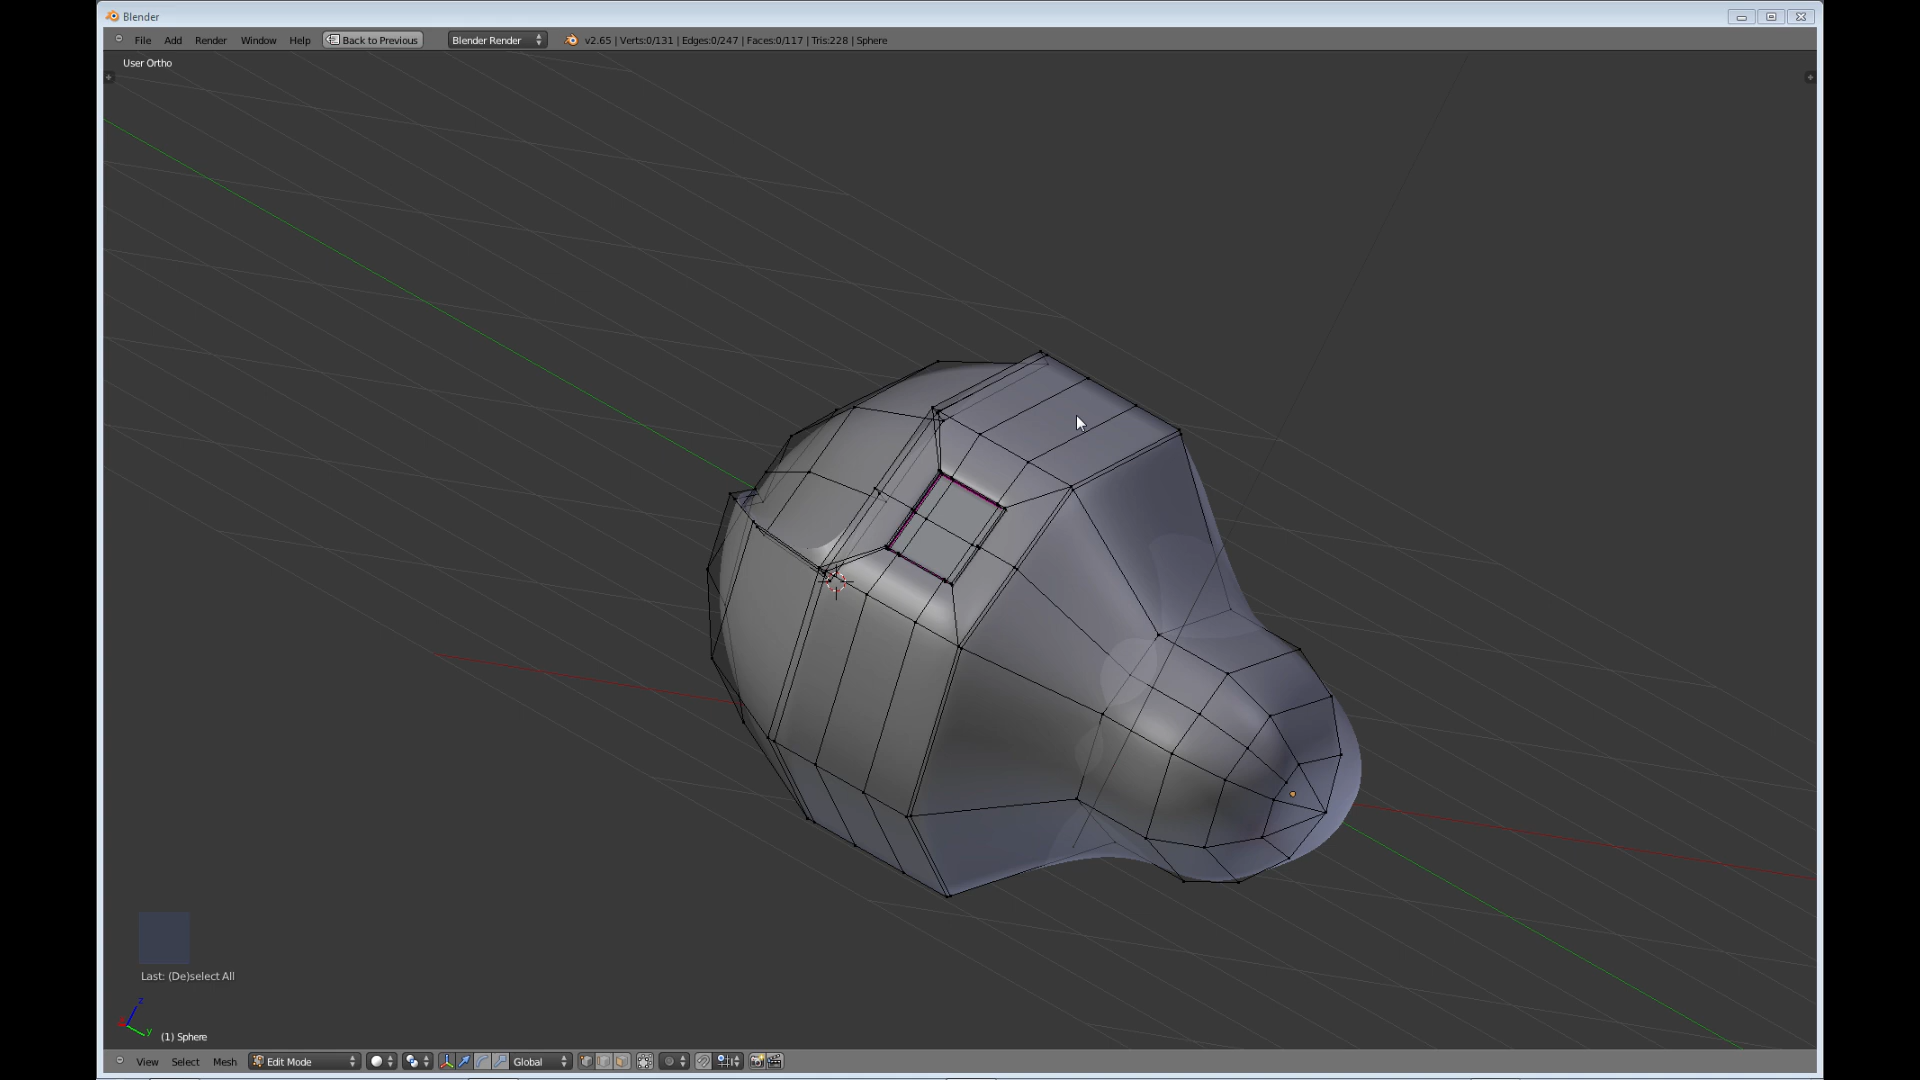 Blender
File Add Render Window Help Back to Previous Blender Render v2.65 | Verts:0/131 | Edges:0/247 | Faces:0/117 | Tris:228 | Sphere
User Ortho
Last: (De)select All
z
y
(1) Sphere
View Select Mesh Edit Mode Global